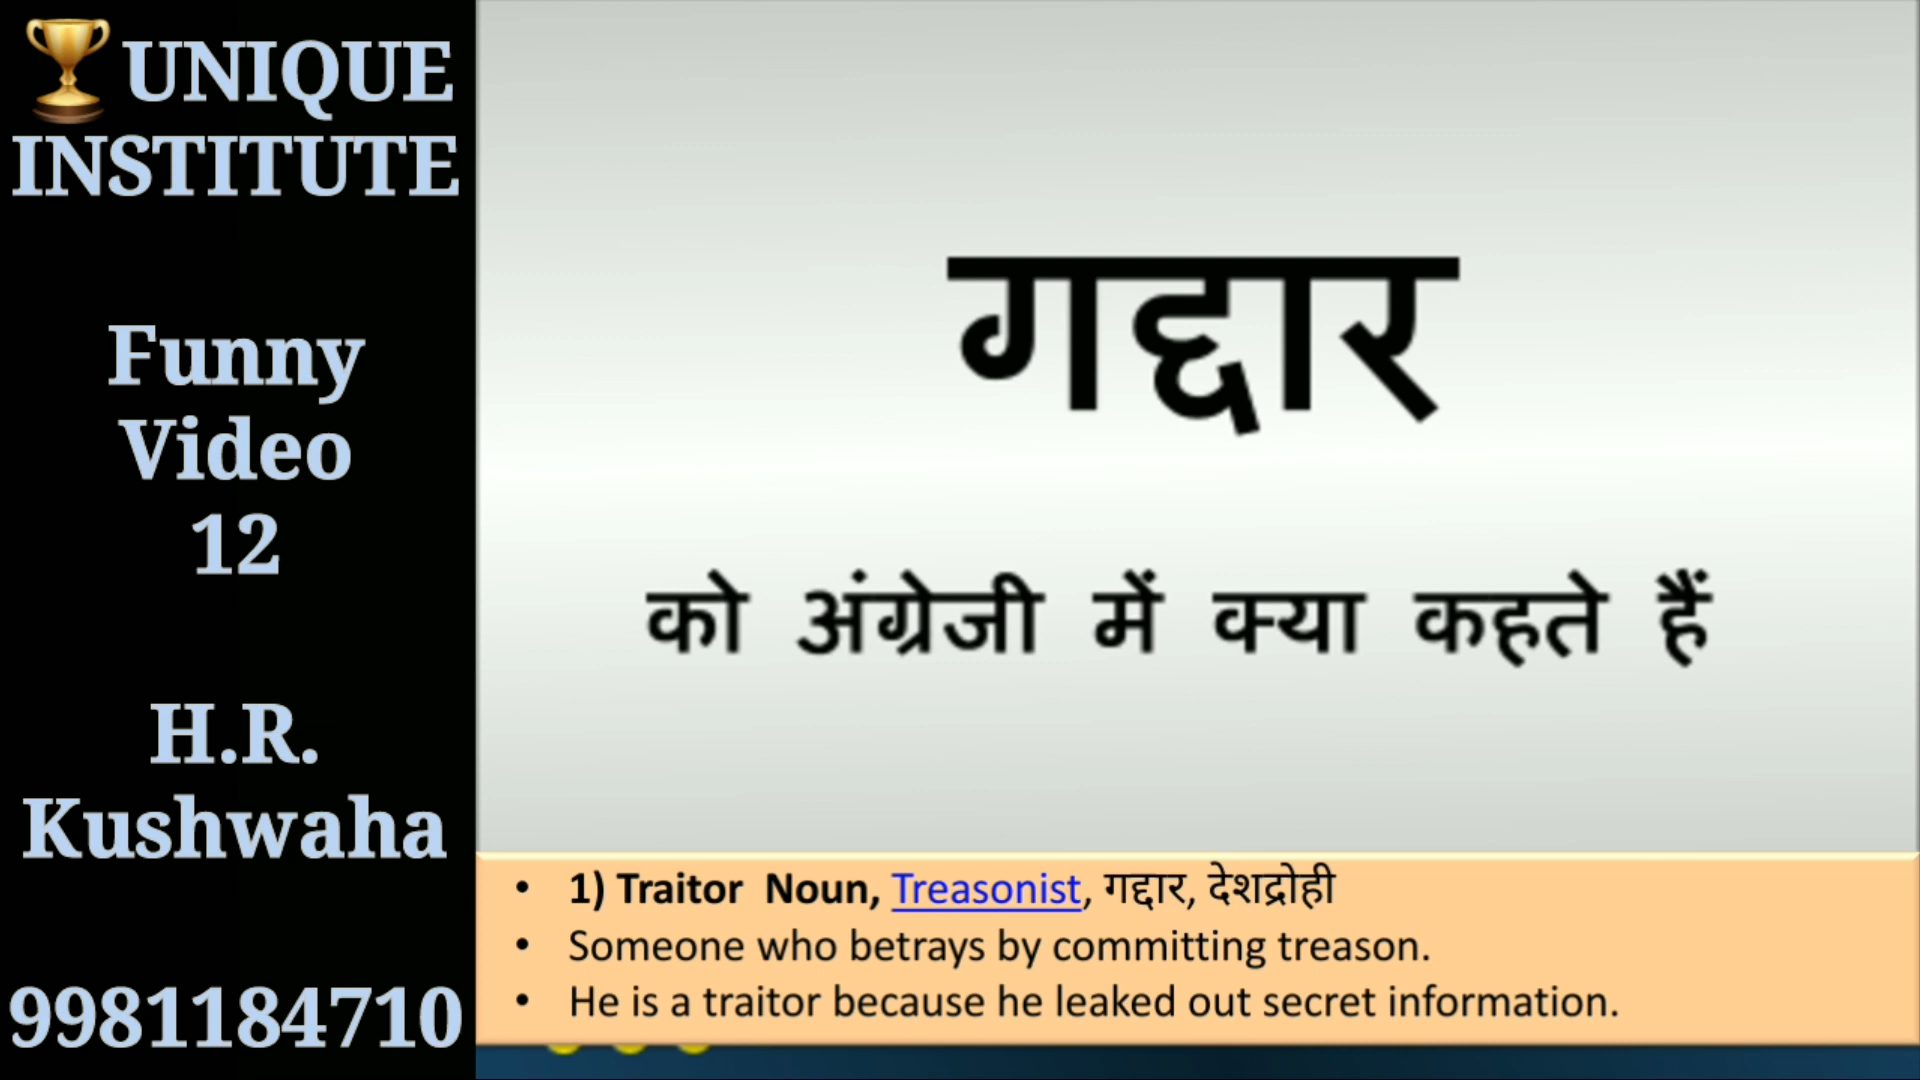 UNIQUE
INSTITUTE
Funny
Video
12
H.R.
Kushwaha
9981184710
गद्दार
को अंग्रेजी में क्या कहते हैं
• 1) Traitor Noun, Treasonist, गद्दार, देशद्रोही
• Someone who betrays by committing treason.
• He is a traitor because he leaked out secret information.